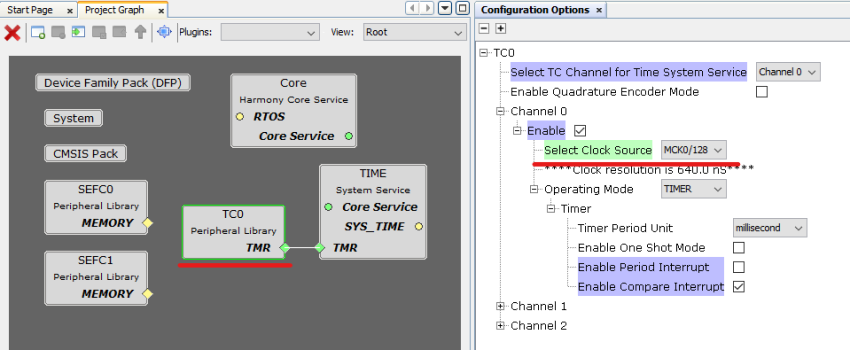 Start Page x
Project Graph x
Plugins:
View: Root
Device Family Pack (DFP)
System
CMSIS Pack
Core
Harmony Core Service
RTOS
Core Service
SEFC0
Peripheral Library
MEMORY
TC0
Peripheral Library
TMR
TIME
System Service
Core Service
SYS_TIME
TMR
SEFC1
Peripheral Library
MEMORY
Configuration Options x
TC0
Select TC Channel for Time System Service Channel 0
Enable Quadrature Encoder Mode
Channel 0
Enable
Select Clock Source MCK0/128
****Clock resolution is 640.0 nS****
Operating Mode TIMER
Timer
Timer Period Unit millisecond
Enable One Shot Mode
Enable Period Interrupt
Enable Compare Interrupt
Channel 1
Channel 2